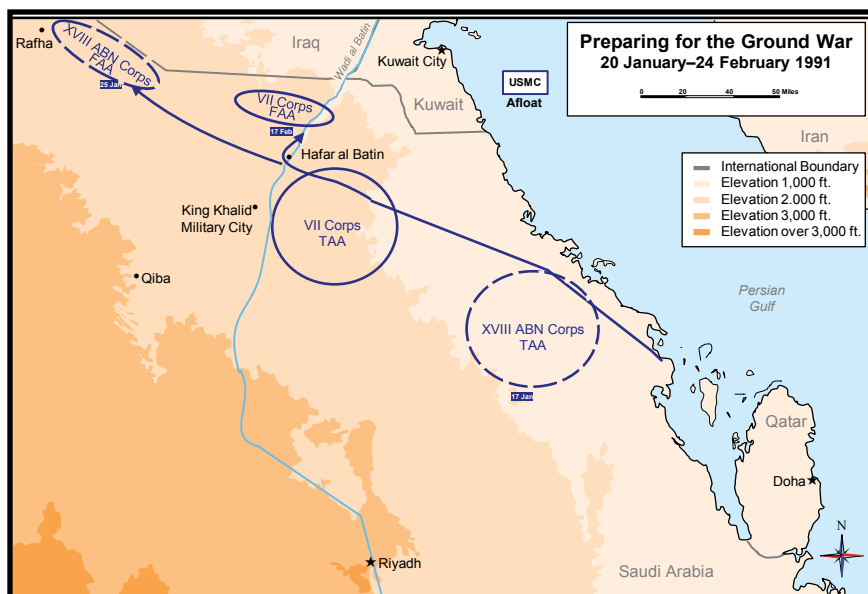 Preparing for the Ground War
20 January–24 February 1991
0 20 40 50 Miles
International Boundary
Elevation 1,000 ft.
Elevation 2.000 ft.
Elevation 3,000 ft.
Elevation over 3,000 ft.
Rafha
XVIII ABN Corps
FAA
25 Jan
Iraq
Wadi al Batin
Kuwait City
USMC
Afloat
Kuwait
Iran
VII Corps
FAA
17 Feb
Hafar al Batin
King Khalid
Military City
VII Corps
TAA
Qiba
Persian
Gulf
XVIII ABN Corps
TAA
17 Jan
Qatar
Doha
Riyadh
Saudi Arabia